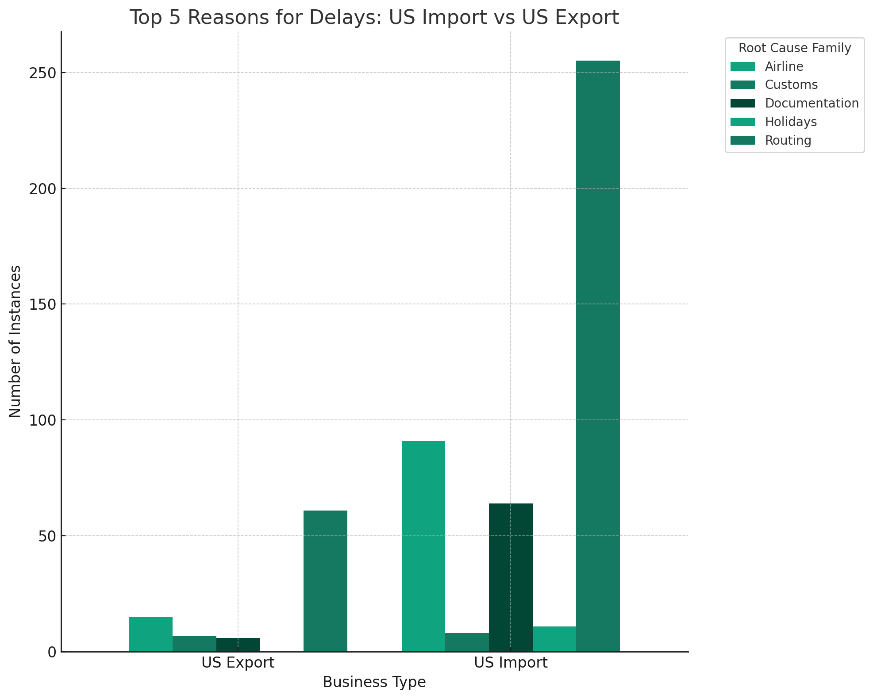 Top 5 Reasons for Delays: US Import vs US Export
Root Cause Family
Airline
Customs
Documentation
Holidays
Routing
Number of Instances
250
200
150
100
50
0
US Export
US Import
Business Type